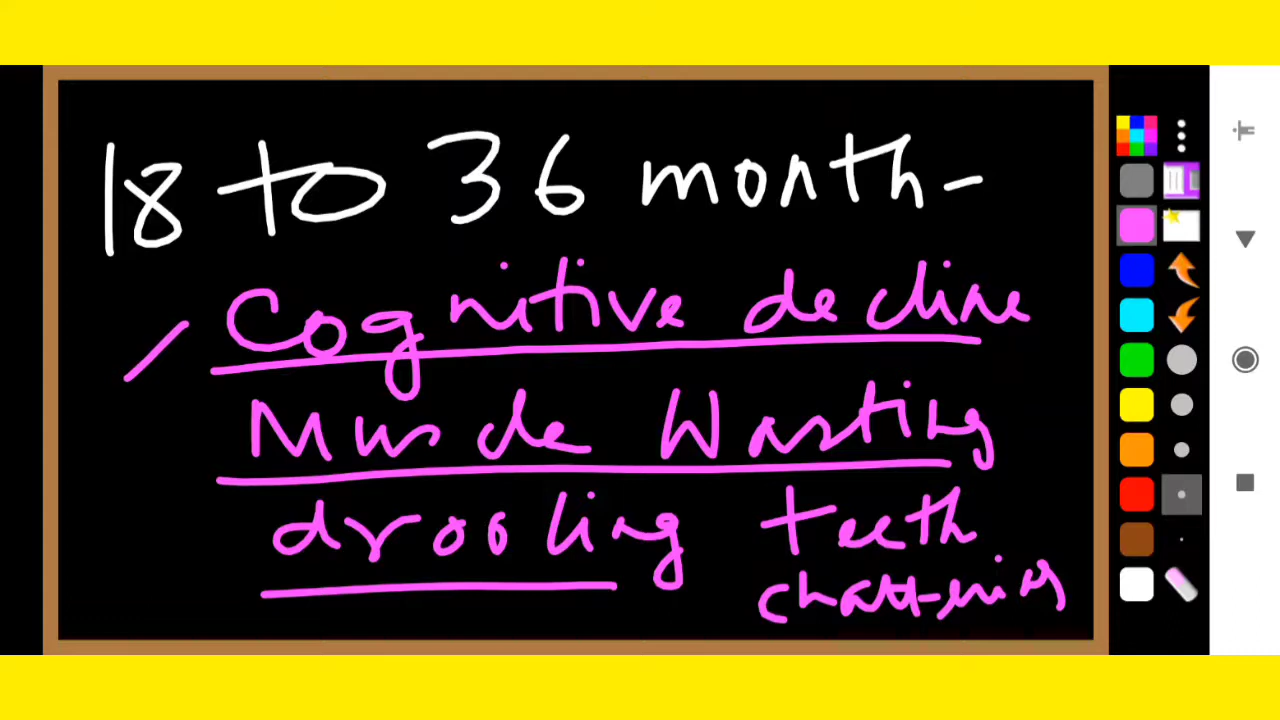 18 to 36 month-
Cognitive decline
Muscle Wasting
drooling teeth
chattering